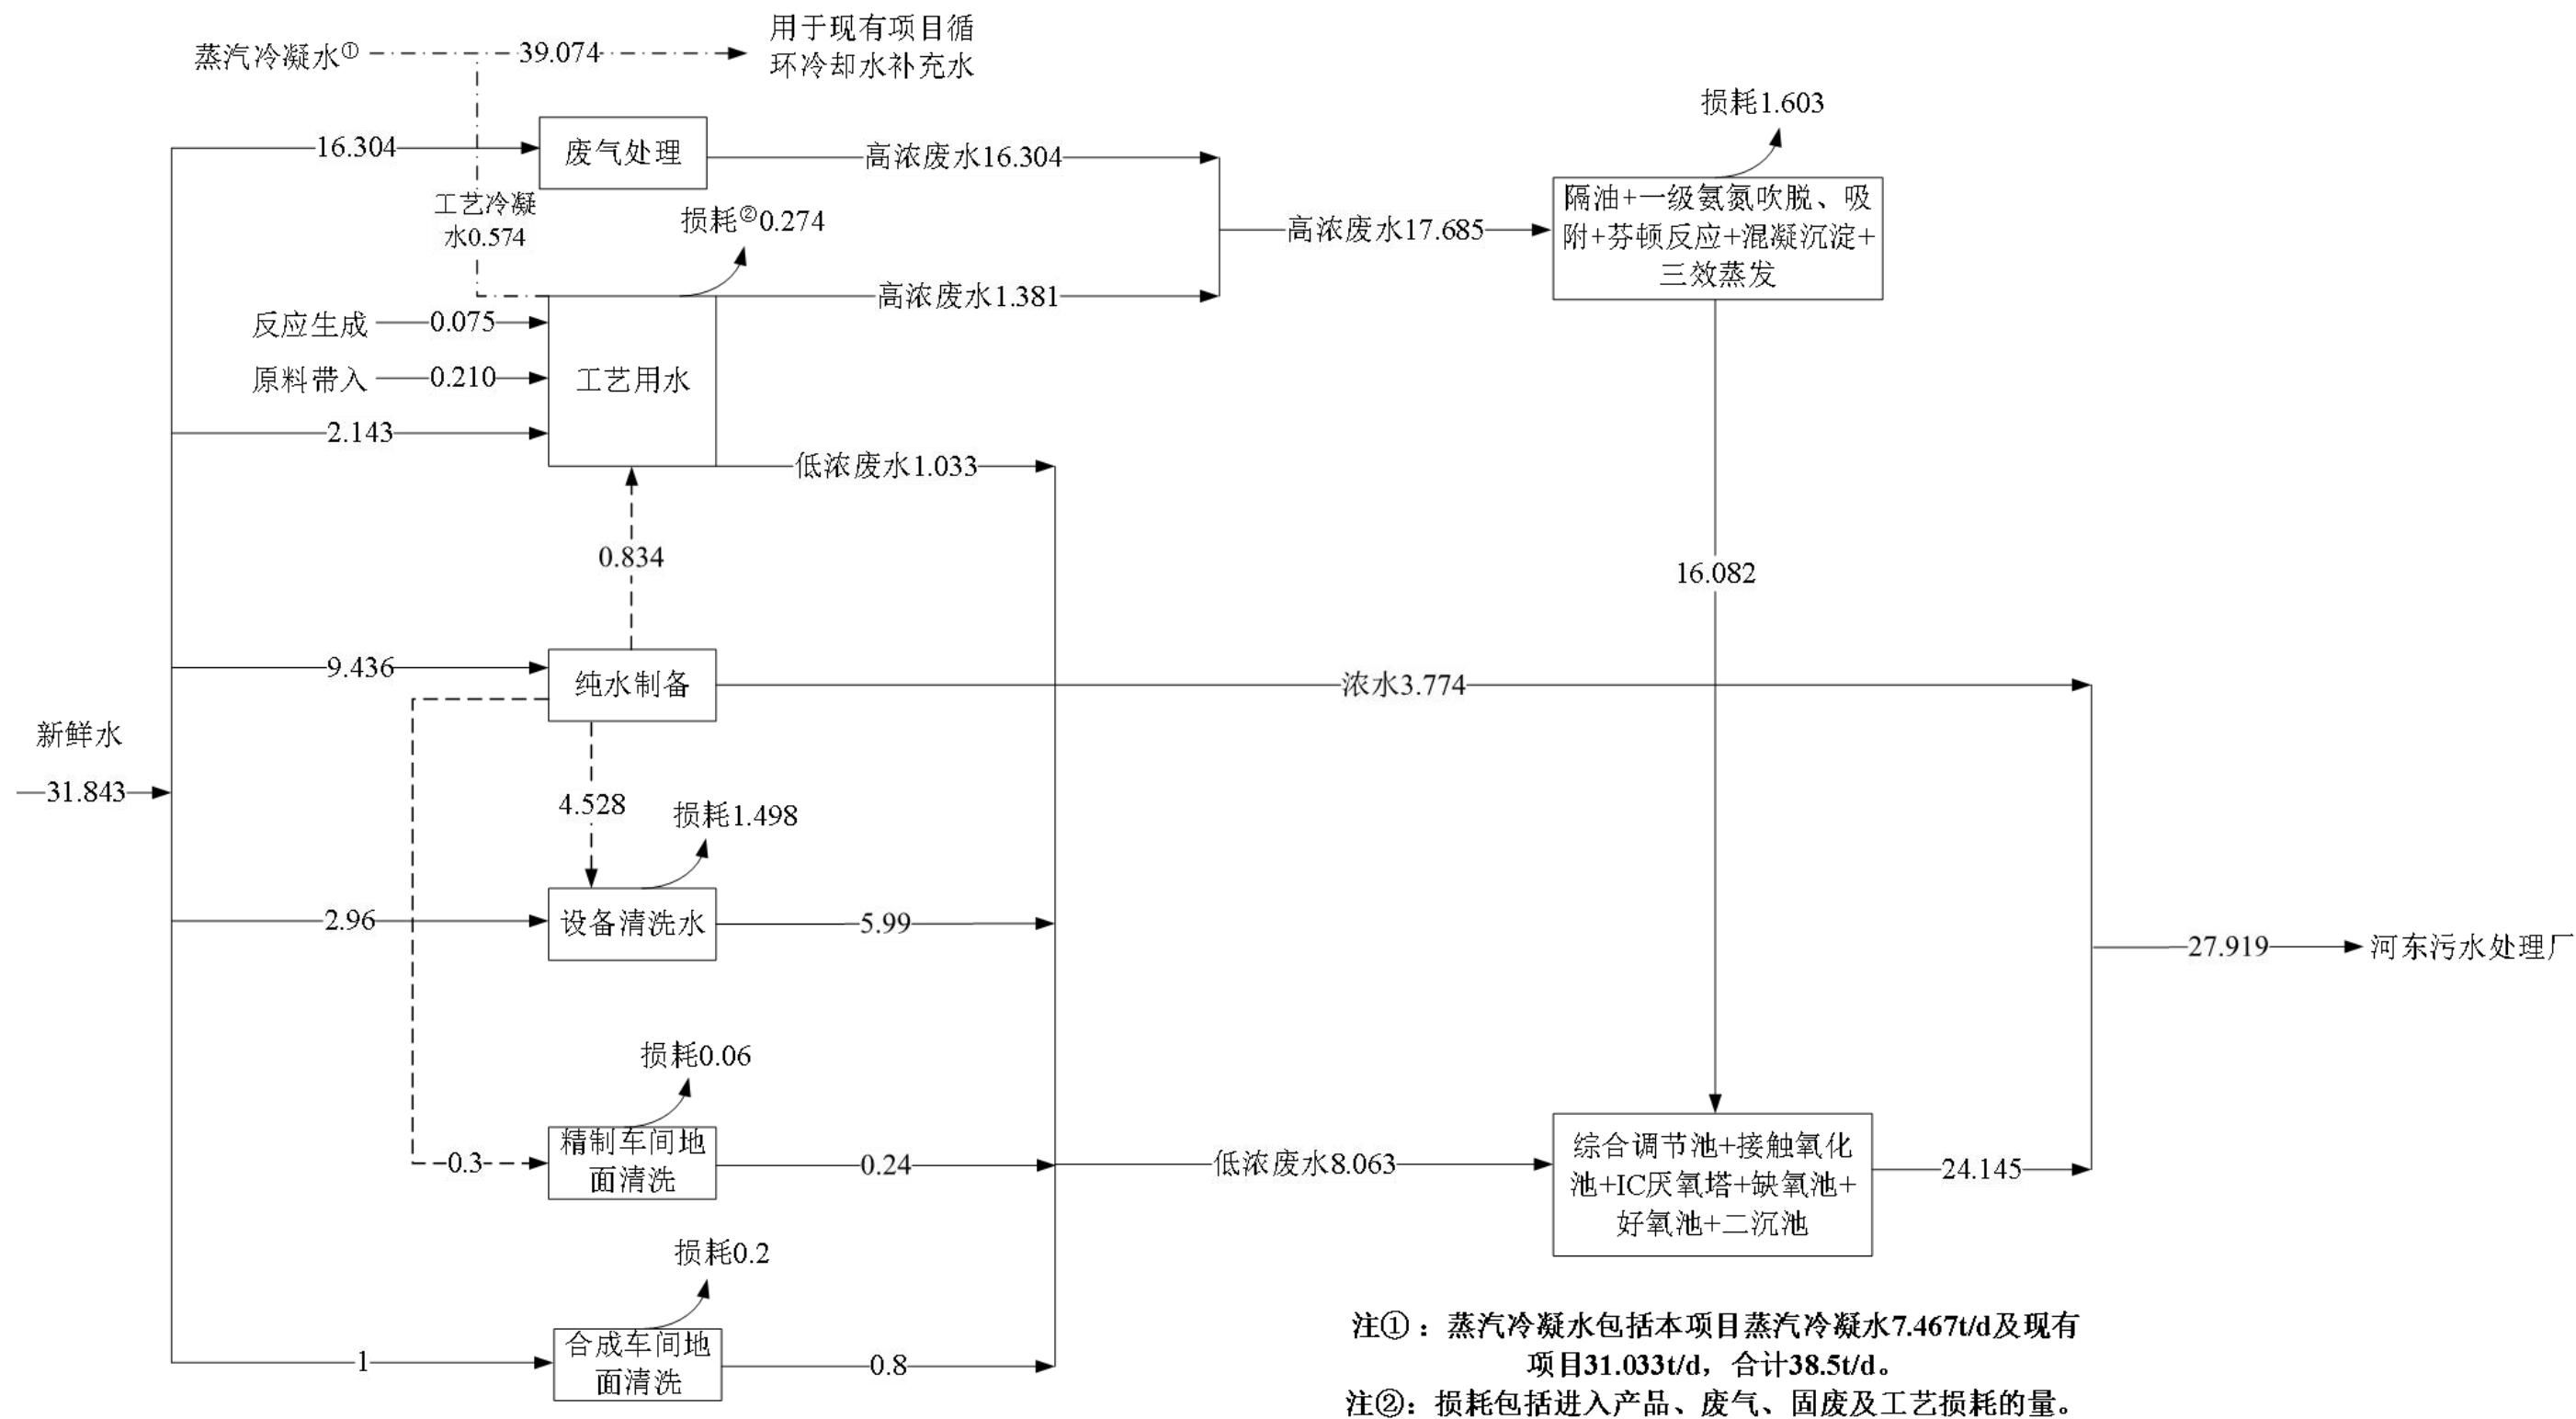 蒸汽冷凝水①
39.074
用于现有项目循
环冷却水补充水
损耗1.603
16.304
废气处理
高浓废水16.304
工艺冷凝
水0.574
损耗②0.274
高浓废水17.685
隔油+一级氨氮吹脱、吸
附+芬顿反应+混凝沉淀+
三效蒸发
高浓废水1.381
反应生成
0.075
原料带入
0.210
工艺用水
2.143
低浓废水1.033
0.834
16.082
9.436
纯水制备
浓水3.774
新鲜水
31.843
4.528
损耗1.498
2.96
设备清洗水
5.99
27.919
河东污水处理厂
损耗0.06
0.3
精制车间地
面清洗
0.24
低浓废水8.063
综合调节池+接触氧化
池+IC厌氧塔+缺氧池+
好氧池+二沉池
24.145
损耗0.2
1
合成车间地
面清洗
0.8
注①：蒸汽冷凝水包括本项目蒸汽冷凝水7.467t/d及现有
项目31.033t/d，合计38.5t/d。
注②：损耗包括进入产品、废气、固废及工艺损耗的量。